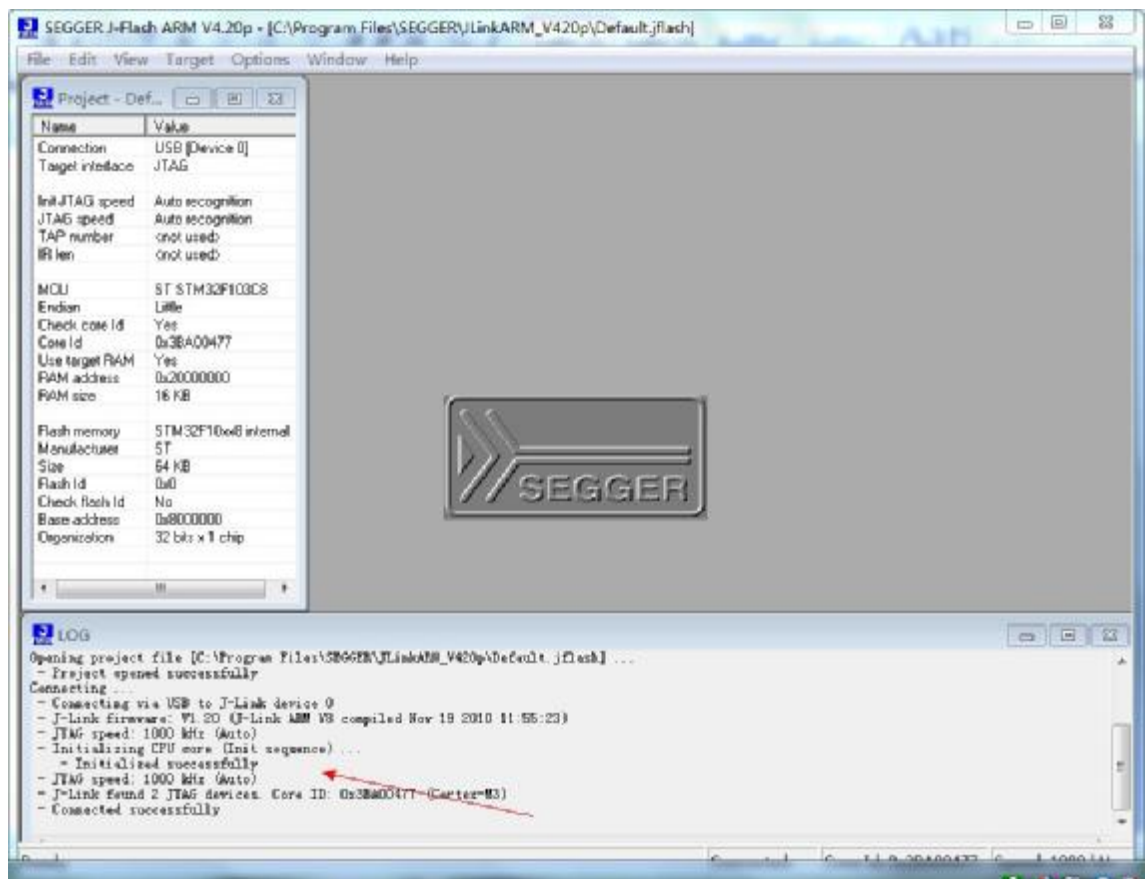 SEGGER J-Flash ARM V4.20p - [C:\Program Files\SEGGER\JLinkARM_V420p\Default.jflash]
File Edit View Target Options Window Help
Project - Def...
Name Value
Connection USB [Device 0]
Target interface JTAG
Init JTAG speed Auto recognition
JTAG speed Auto recognition
TAP number <not used>
IR len <not used>
MCU ST STM32F103C8
Endian Little
Check core Id Yes
Core Id 0x3BA00477
Use target RAM Yes
RAM address 0x20000000
RAM size 16 KB
Flash memory STM32F10xx8 internal
Manufacturer ST
Size 64 KB
Flash Id 0x0
Check flash Id No
Base address 0x8000000
Organization 32 bits x 1 chip
SEGGER
LOG
Opening project file [C:\Program Files\SEGGER\JLinkARM_V420p\Default.jflash] ...
- Project opened successfully
Connecting ...
- Connecting via USB to J-Link device 0
- J-Link firmware: V1.20 (J-Link ARM V8 compiled Nov 19 2010 11:55:23)
- JTAG speed: 1000 kHz (Auto)
- Initializing CPU core (Init sequence) ...
- Initialized successfully
- JTAG speed: 1000 kHz (Auto)
- J-Link found 2 JTAG devices. Core ID: 0x3BA00477 (Cortex-M3)
- Connected successfully